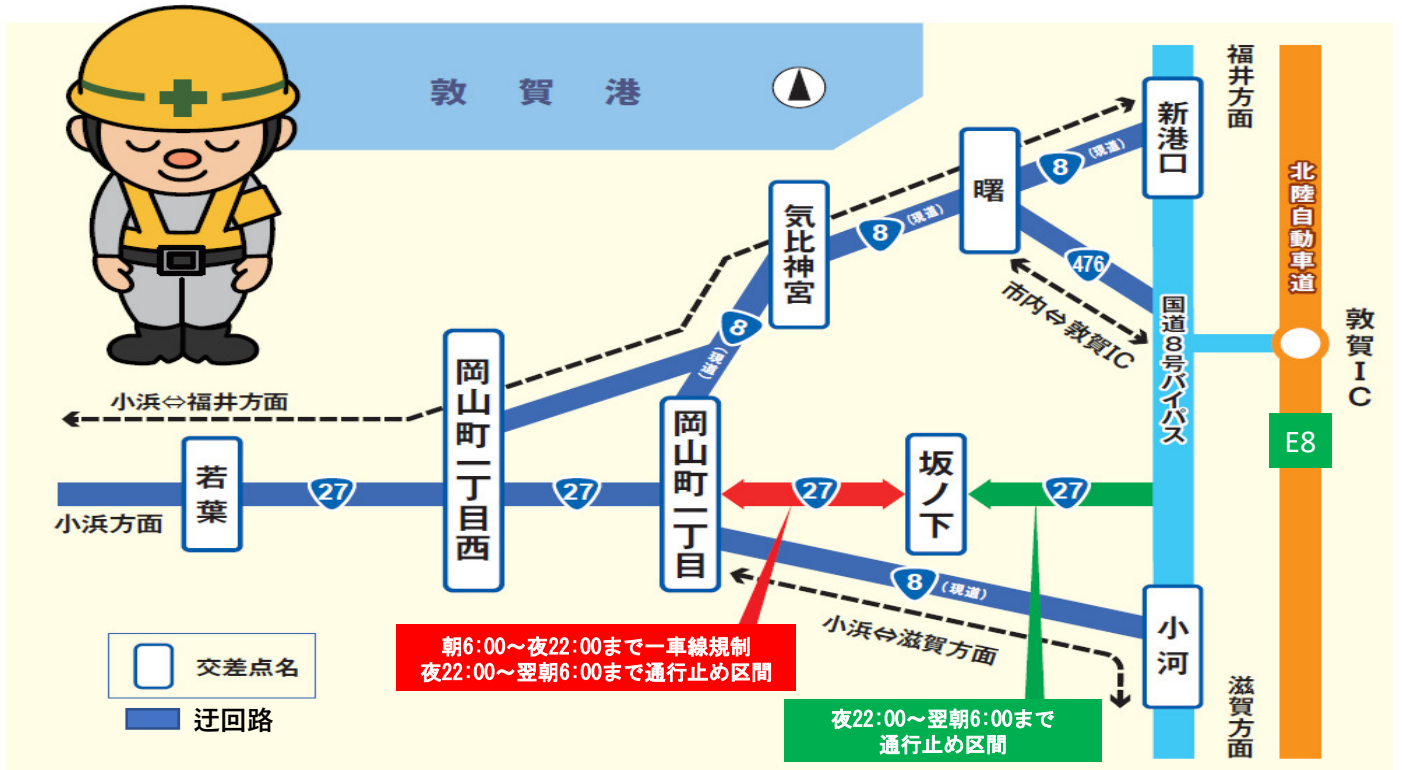 敦賀港
福井方面
新港口
8
(現道)
曙
北陸自動車道
気比神宮
8
(現道)
476
市内⇔敦賀IC
国道8号バイパス
敦賀IC
8
(現道)
岡山町一丁目西
小浜⇔福井方面
岡山町一丁目
E8
若葉
坂ノ下
27
27
27
27
小浜方面
8
(現道)
小浜⇔滋賀方面
小河
朝6:00～夜22:00まで一車線規制
夜22:00～翌朝6:00まで通行止め区間
交差点名
迂回路
夜22:00～翌朝6:00まで
通行止め区間
滋賀方面